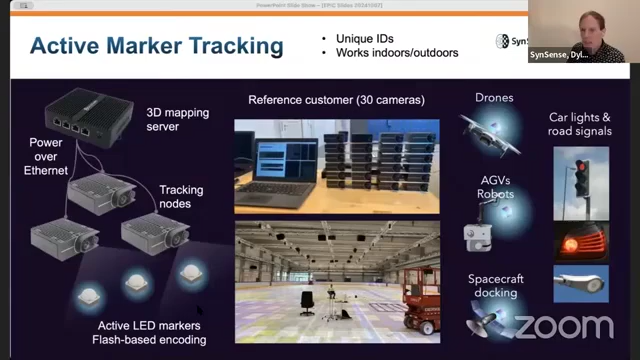 PowerPoint Slide Show - [EPIC Slides 20241007]
Active Marker Tracking
• Unique IDs
• Works indoors/outdoors
SynSense, Dyl...
3D mapping
server
Power
over
Ethernet
Tracking
nodes
Active LED markers
Flash-based encoding
Reference customer (30 cameras)
Drones
AGVs
Robots
Spacecraft
docking
Car lights &
road signals
zoom